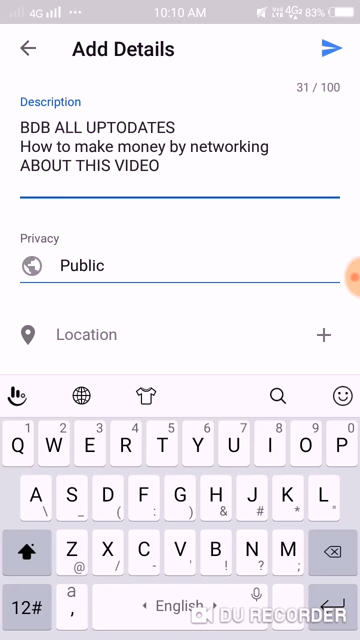 4G 10:10 AM VoLTE 4G 83%
Add Details
31 / 100
Description
BDB ALL UPTODATES
How to make money by networking
ABOUT THIS VIDEO
Privacy
Public
Location
1 2 3 4 5 6 7 8 9 0
Q W E R T Y U I O P
A S D F G H J K L
\ _ ( : ) & # * "
Z X C V B N M
@ / - ' ! ? ;
12# a , English
DU RECORDER